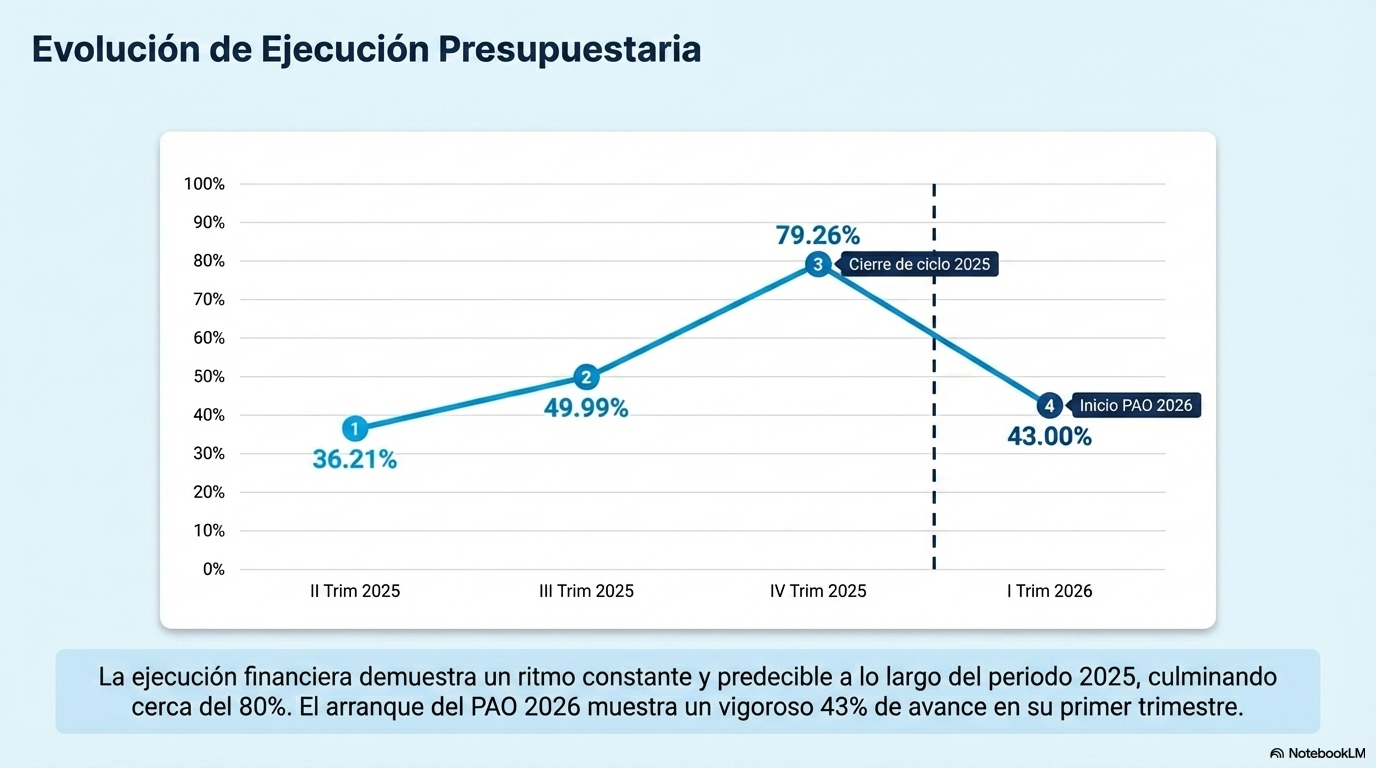 Evolución de Ejecución Presupuestaria
100%
90%
80%
70%
60%
50%
40%
30%
20%
10%
0%
1
36.21%
2
49.99%
79.26%
3
Cierre de ciclo 2025
4
Inicio PAO 2026
43.00%
II Trim 2025
III Trim 2025
IV Trim 2025
I Trim 2026
La ejecución financiera demuestra un ritmo constante y predecible a lo largo del periodo 2025, culminando
cerca del 80%. El arranque del PAO 2026 muestra un vigoroso 43% de avance en su primer trimestre.
NotebookLM